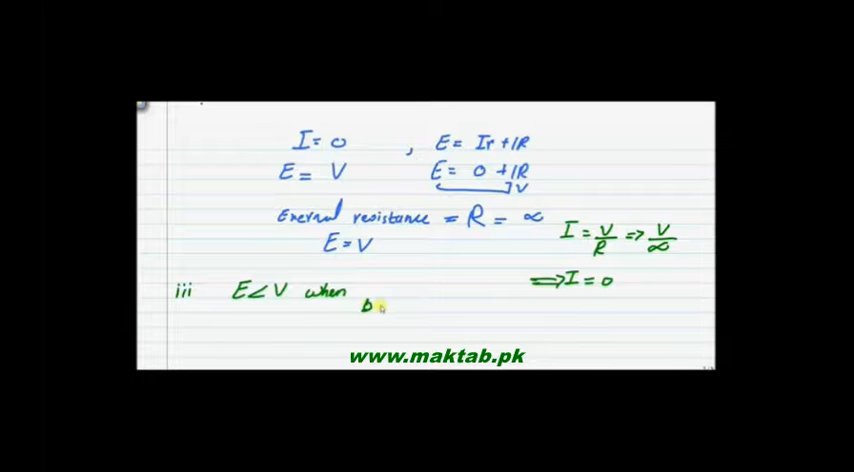 I = 0 , E = Ir + IR
E = V E = 0 + IR
V
External resistance = R = ∞
E = V I = V/R => V/∞
=> I = 0
iii E < V when
b
www.maktab.pk